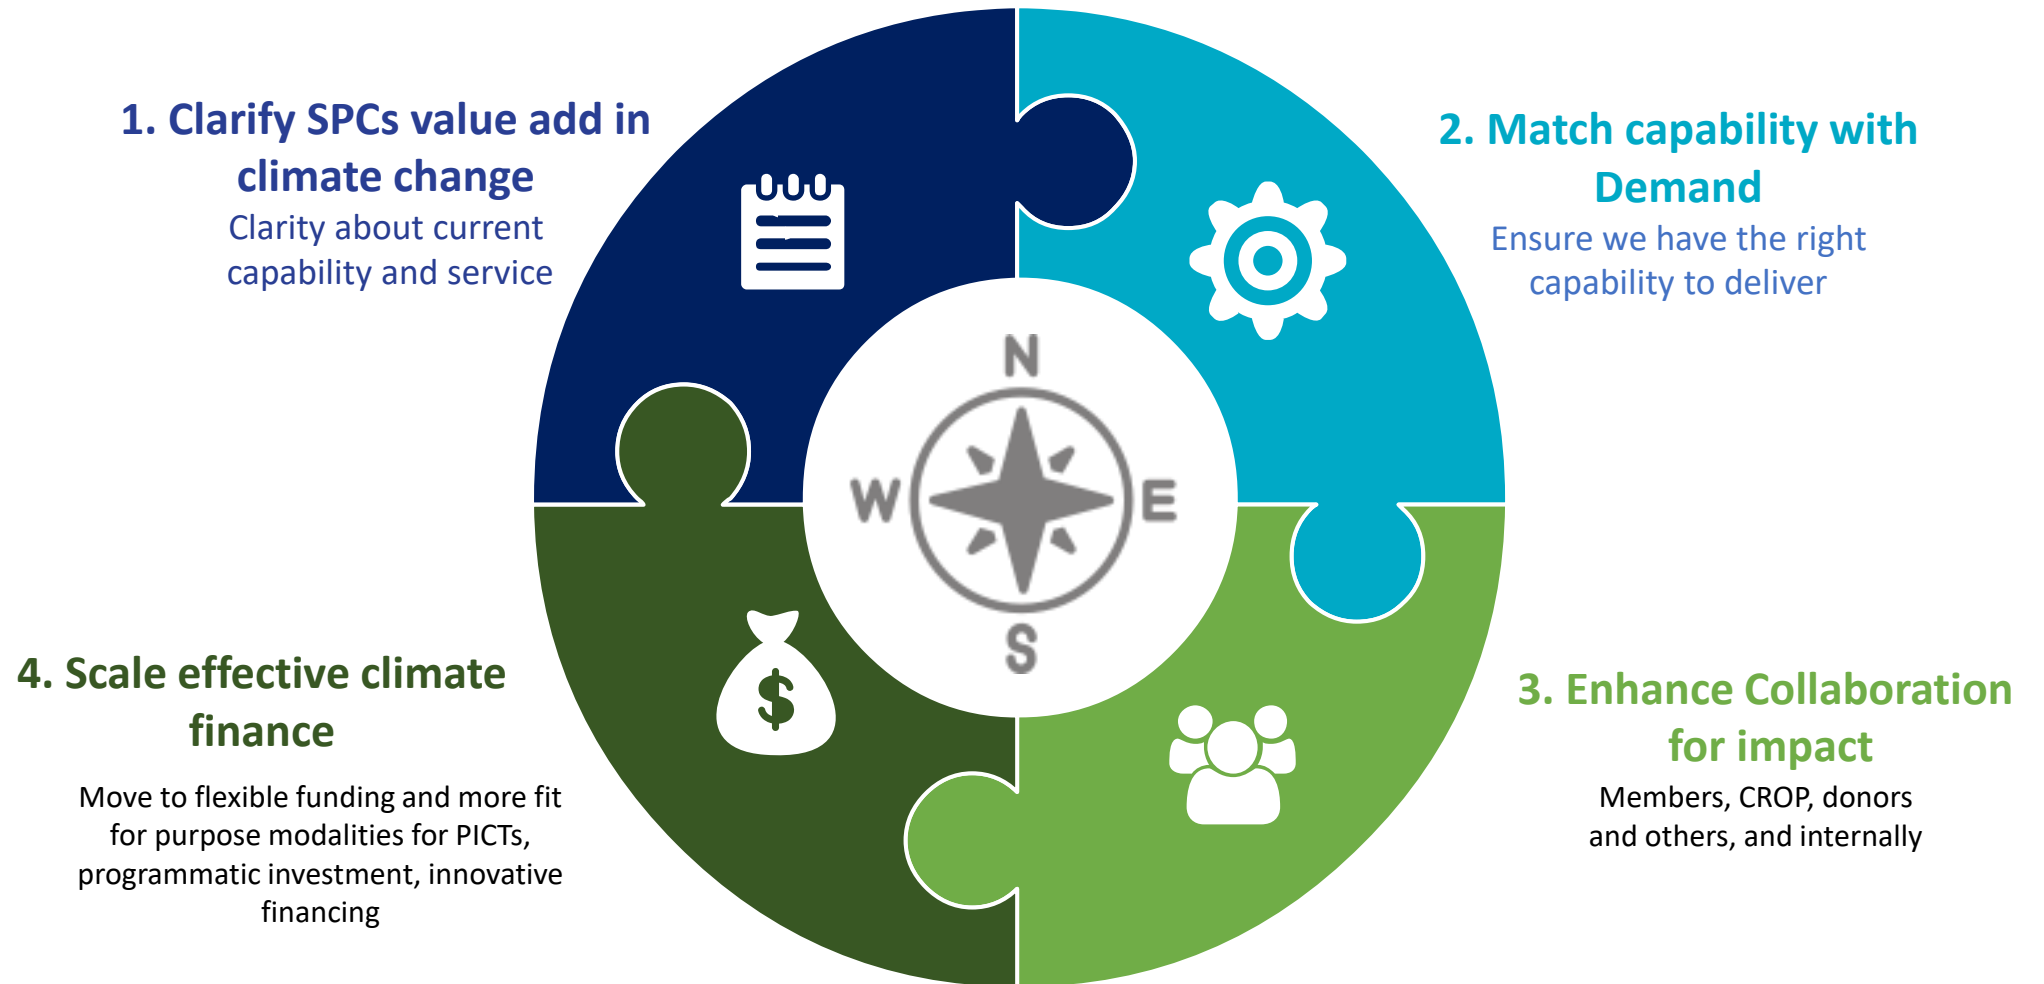 1. Clarify SPCs value add in
climate change
Clarity about current
capability and service
2. Match capability with
Demand
Ensure we have the right
capability to deliver
N
W
E
S
$
4. Scale effective climate
finance
Move to flexible funding and more fit
for purpose modalities for PICTs,
programmatic investment, innovative
financing
3. Enhance Collaboration
for impact
Members, CROP, donors
and others, and internally